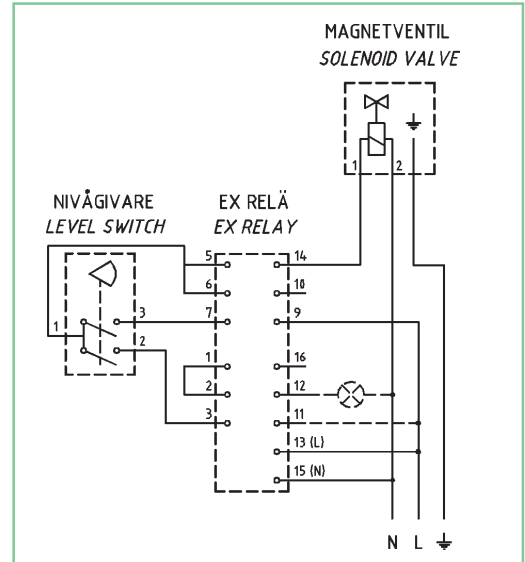 MAGNETVENTIL
SOLENOID VALVE
1 2
NIVÅGIVARE
LEVEL SWITCH
EX RELÄ
EX RELAY
5 14
6 10
3 7 9
1
2
1 16
2 12
3 11
13 (L)
15 (N)
N L